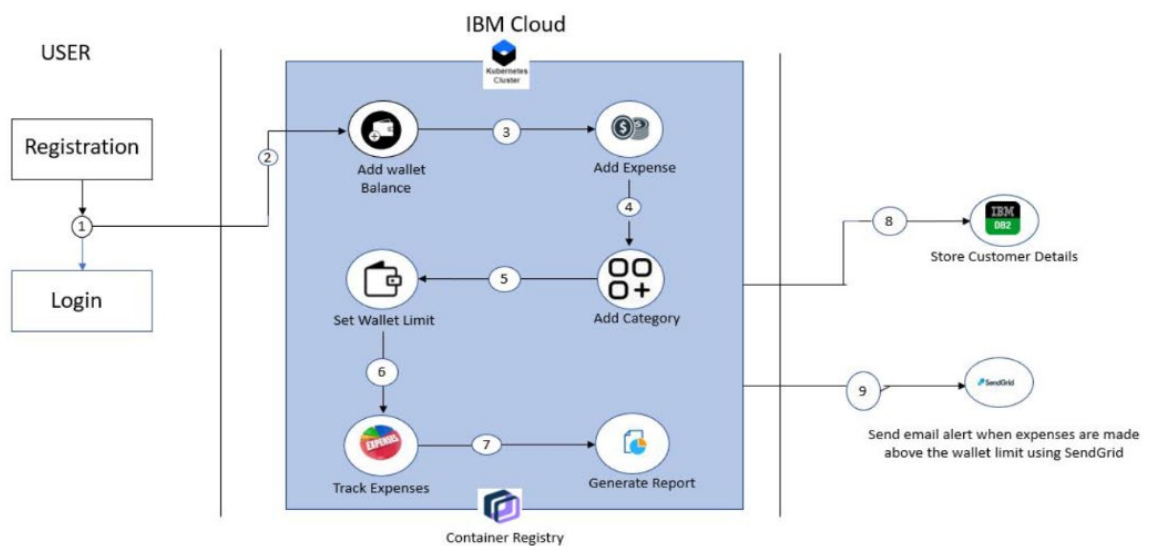 IBM Cloud
USER
Kubernetes
Cluster
Registration
1
Login
2
Add wallet
Balance
3
Add Expense
4
Add Category
5
Set Wallet Limit
6
EXPENSES
Track Expenses
7
Generate Report
Container Registry
8
IBM
DB2
Store Customer Details
9
SendGrid
Send email alert when expenses are made
above the wallet limit using SendGrid